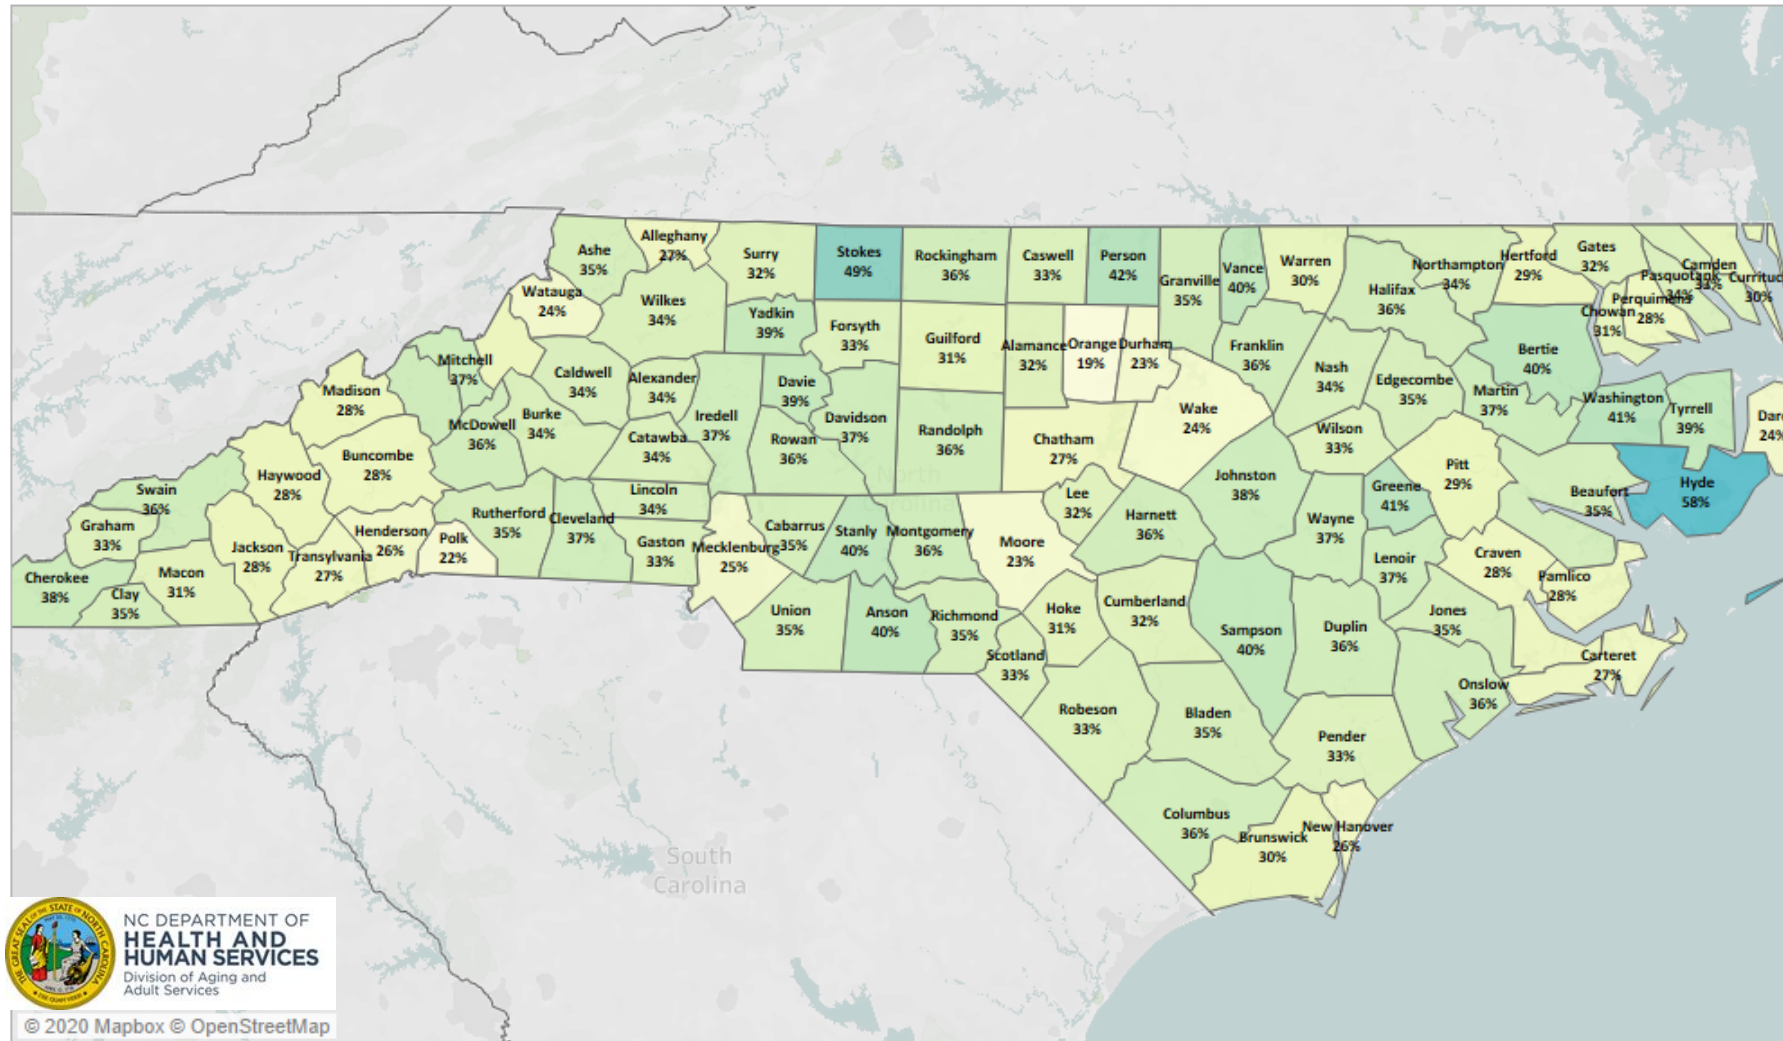 Ashe
35%
Alleghany
27%
Surry
32%
Stokes
49%
Rockingham
36%
Caswell
33%
Person
42%
Granville
35%
Vance
40%
Warren
30%
Halifax
36%
Northampton
34%
Hertford
29%
Gates
32%
Pasquotank
34%
Camden
33%
Currituck
30%
Perquimans
28%
Chowan
31%
Watauga
24%
Wilkes
34%
Yadkin
39%
Forsyth
33%
Guilford
31%
Alamance
32%
Orange
19%
Durham
23%
Franklin
36%
Nash
34%
Edgecombe
35%
Bertie
40%
Martin
37%
Washington
41%
Tyrrell
39%
Dare
24%
Mitchell
37%
Madison
28%
Caldwell
34%
Alexander
34%
Iredell
37%
Davie
39%
Davidson
37%
Randolph
36%
Chatham
27%
Wake
24%
Wilson
33%
Pitt
29%
Beaufort
35%
Hyde
58%
McDowell
36%
Burke
34%
Catawba
34%
Rowan
36%
North
Carolina
Buncombe
28%
Haywood
28%
Swain
36%
Graham
33%
Cherokee
38%
Clay
35%
Macon
31%
Jackson
28%
Transylvania
27%
Henderson
26%
Polk
22%
Rutherford
35%
Cleveland
37%
Lincoln
34%
Gaston
33%
Mecklenburg
25%
Cabarrus
35%
Stanly
40%
Montgomery
36%
Moore
23%
Lee
32%
Harnett
36%
Johnston
38%
Wayne
37%
Greene
41%
Lenoir
37%
Craven
28%
Pamlico
28%
Union
35%
Anson
40%
Richmond
35%
Scotland
33%
Hoke
31%
Cumberland
32%
Sampson
40%
Duplin
36%
Jones
35%
Carteret
27%
Onslow
36%
Robeson
33%
Bladen
35%
Pender
33%
Columbus
36%
Brunswick
30%
New Hanover
26%
South
Carolina
NC DEPARTMENT OF
HEALTH AND
HUMAN SERVICES
Division of Aging and
Adult Services
© 2020 Mapbox © OpenStreetMap